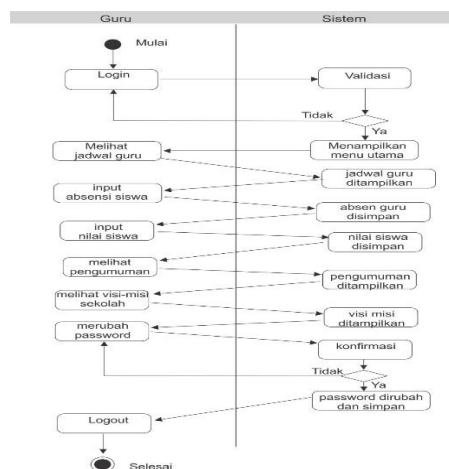 Guru Sistem
Mulai
Login Validasi
Tidak
Ya
Melihat
jadwal guru
Menampilkan
menu utama
jadwal guru
ditampilkan
input
absensi siswa
absen guru
disimpan
input
nilai siswa
nilai siswa
disimpan
melihat
pengumuman
pengumuman
ditampilkan
melihat visi-misi
sekolah
visi misi
ditampilkan
merubah
password
konfirmasi
Tidak
Ya
password dirubah
dan simpan
Logout
Selesai